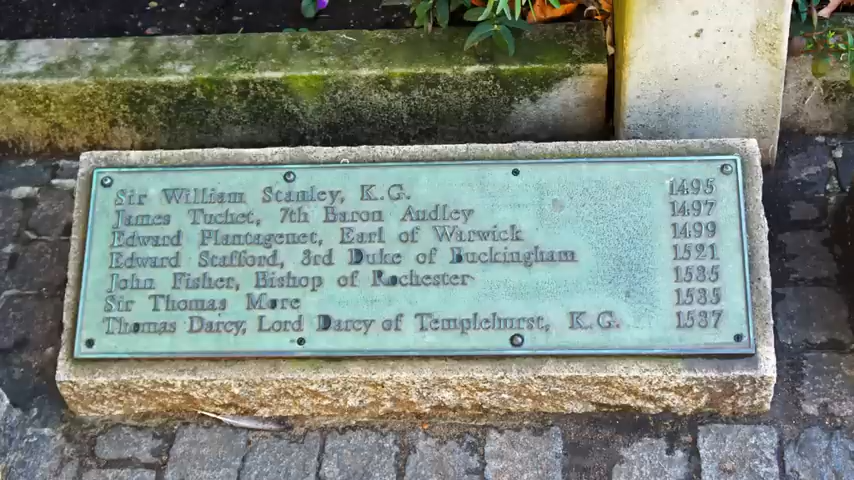 Sir William Stanley, K.G. 1495
James Tuchet, 7th Baron Audley 1497
Edward Plantagenet, Earl of Warwick 1499
Edward Stafford, 3rd Duke of Buckingham 1521
John Fisher, Bishop of Rochester 1535
Sir Thomas More 1535
Thomas Darcy, Lord Darcy of Templehurst, K.G. 1537